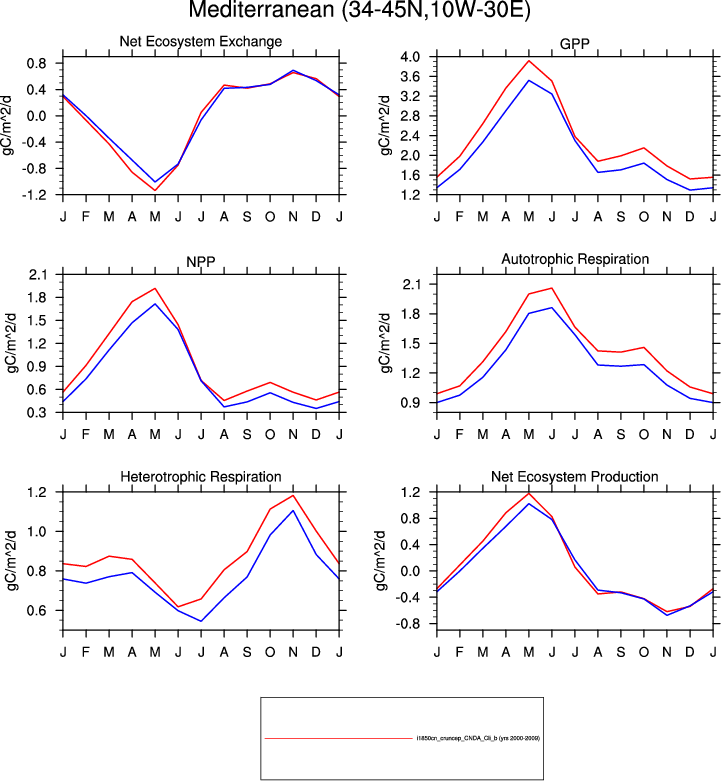 Mediterranean (34-45N,10W-30E)
Net Ecosystem Exchange
gC/m^2/d
0.8
0.4
0.0
-0.4
-0.8
-1.2
J F M A M J J A S O N D J
GPP
gC/m^2/d
4.0
3.6
3.2
2.8
2.4
2.0
1.6
1.2
J F M A M J J A S O N D J
NPP
gC/m^2/d
2.1
1.8
1.5
1.2
0.9
0.6
0.3
J F M A M J J A S O N D J
Autotrophic Respiration
gC/m^2/d
2.1
1.8
1.5
1.2
0.9
J F M A M J J A S O N D J
Heterotrophic Respiration
gC/m^2/d
1.2
1.0
0.8
0.6
J F M A M J J A S O N D J
Net Ecosystem Production
gC/m^2/d
1.2
0.8
0.4
0.0
-0.4
-0.8
J F M A M J J A S O N D J
i1850cn_cruncep_CNDA_Cli_b (yrs 2000-2009)